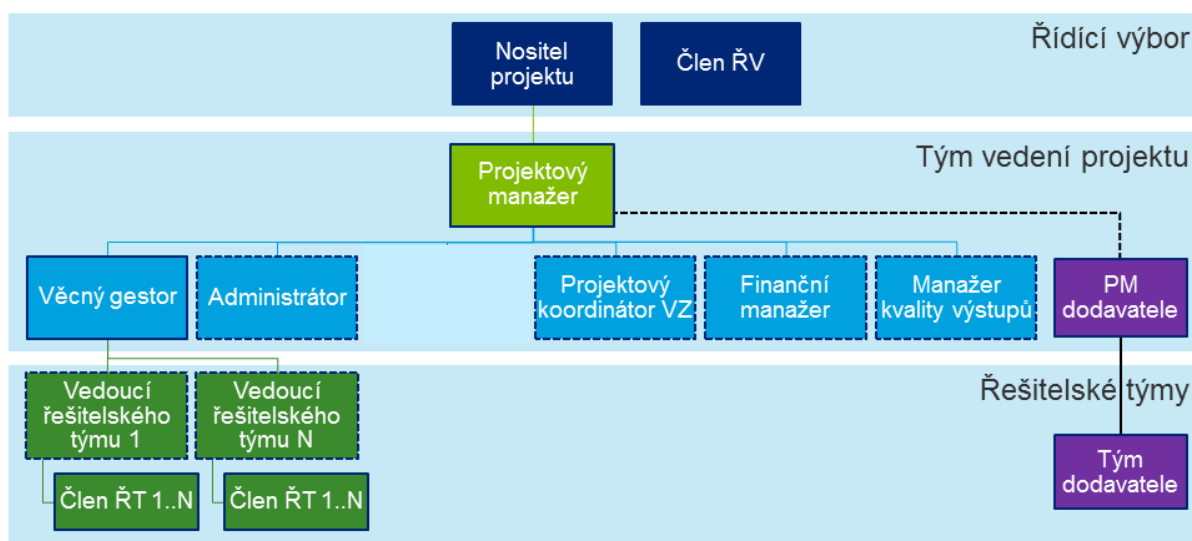 Řídící výbor
Nositel
projektu
Člen ŘV
Tým vedení projektu
Projektový
manažer
Věcný gestor
Administrátor
Projektový
koordinátor VZ
Finanční
manažer
Manažer
kvality výstupů
PM
dodavatele
Řešitelské týmy
Vedoucí
řešitelského
týmu 1
Vedoucí
řešitelského
týmu N
Člen ŘT 1..N
Člen ŘT 1..N
Tým
dodavatele